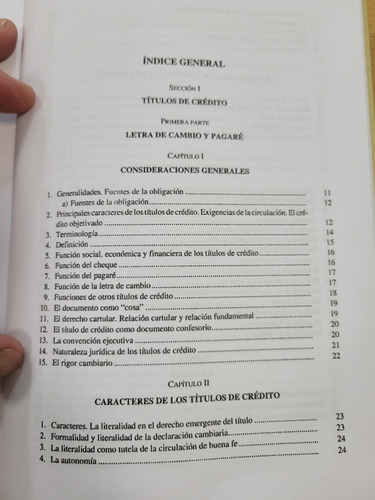 ÍNDICE GENERAL
SECCIÓN I
TÍTULOS DE CRÉDITO
PRIMERA PARTE
LETRA DE CAMBIO Y PAGARÉ
CAPÍTULO I
CONSIDERACIONES GENERALES
1. Generalidades. Fuentes de la obligación ........ 11
a) Fuentes de la obligación ........ 12
2. Principales caracteres de los títulos de crédito. Exigencias de la circulación. El cré-
dito objetivado ........ 12
3. Terminología ........ 14
4. Definición ........ 15
5. Función social, económica y financiera de los títulos de crédito ........ 16
6. Función del cheque ........ 16
7. Función del pagaré ........ 17
8. Función de la letra de cambio ........ 17
9. Funciones de otros títulos de crédito ........ 18
10. El documento como "cosa" ........ 19
11. El derecho cartular. Relación cartular y relación fundamental ........ 19
12. El título de crédito como documento confesorio ........ 20
13. La convención ejecutiva ........ 20
14. Naturaleza jurídica de los títulos de crédito ........ 21
15. El rigor cambiario ........ 22
CAPÍTULO II
CARACTERES DE LOS TÍTULOS DE CRÉDITO
1. Caracteres. La literalidad en el derecho emergente del título ........ 23
2. Formalidad y literalidad de la declaración cambiaria ........ 23
3. La literalidad como tutela de la circulación de buena fe ........ 24
4. La autonomía ........ 24